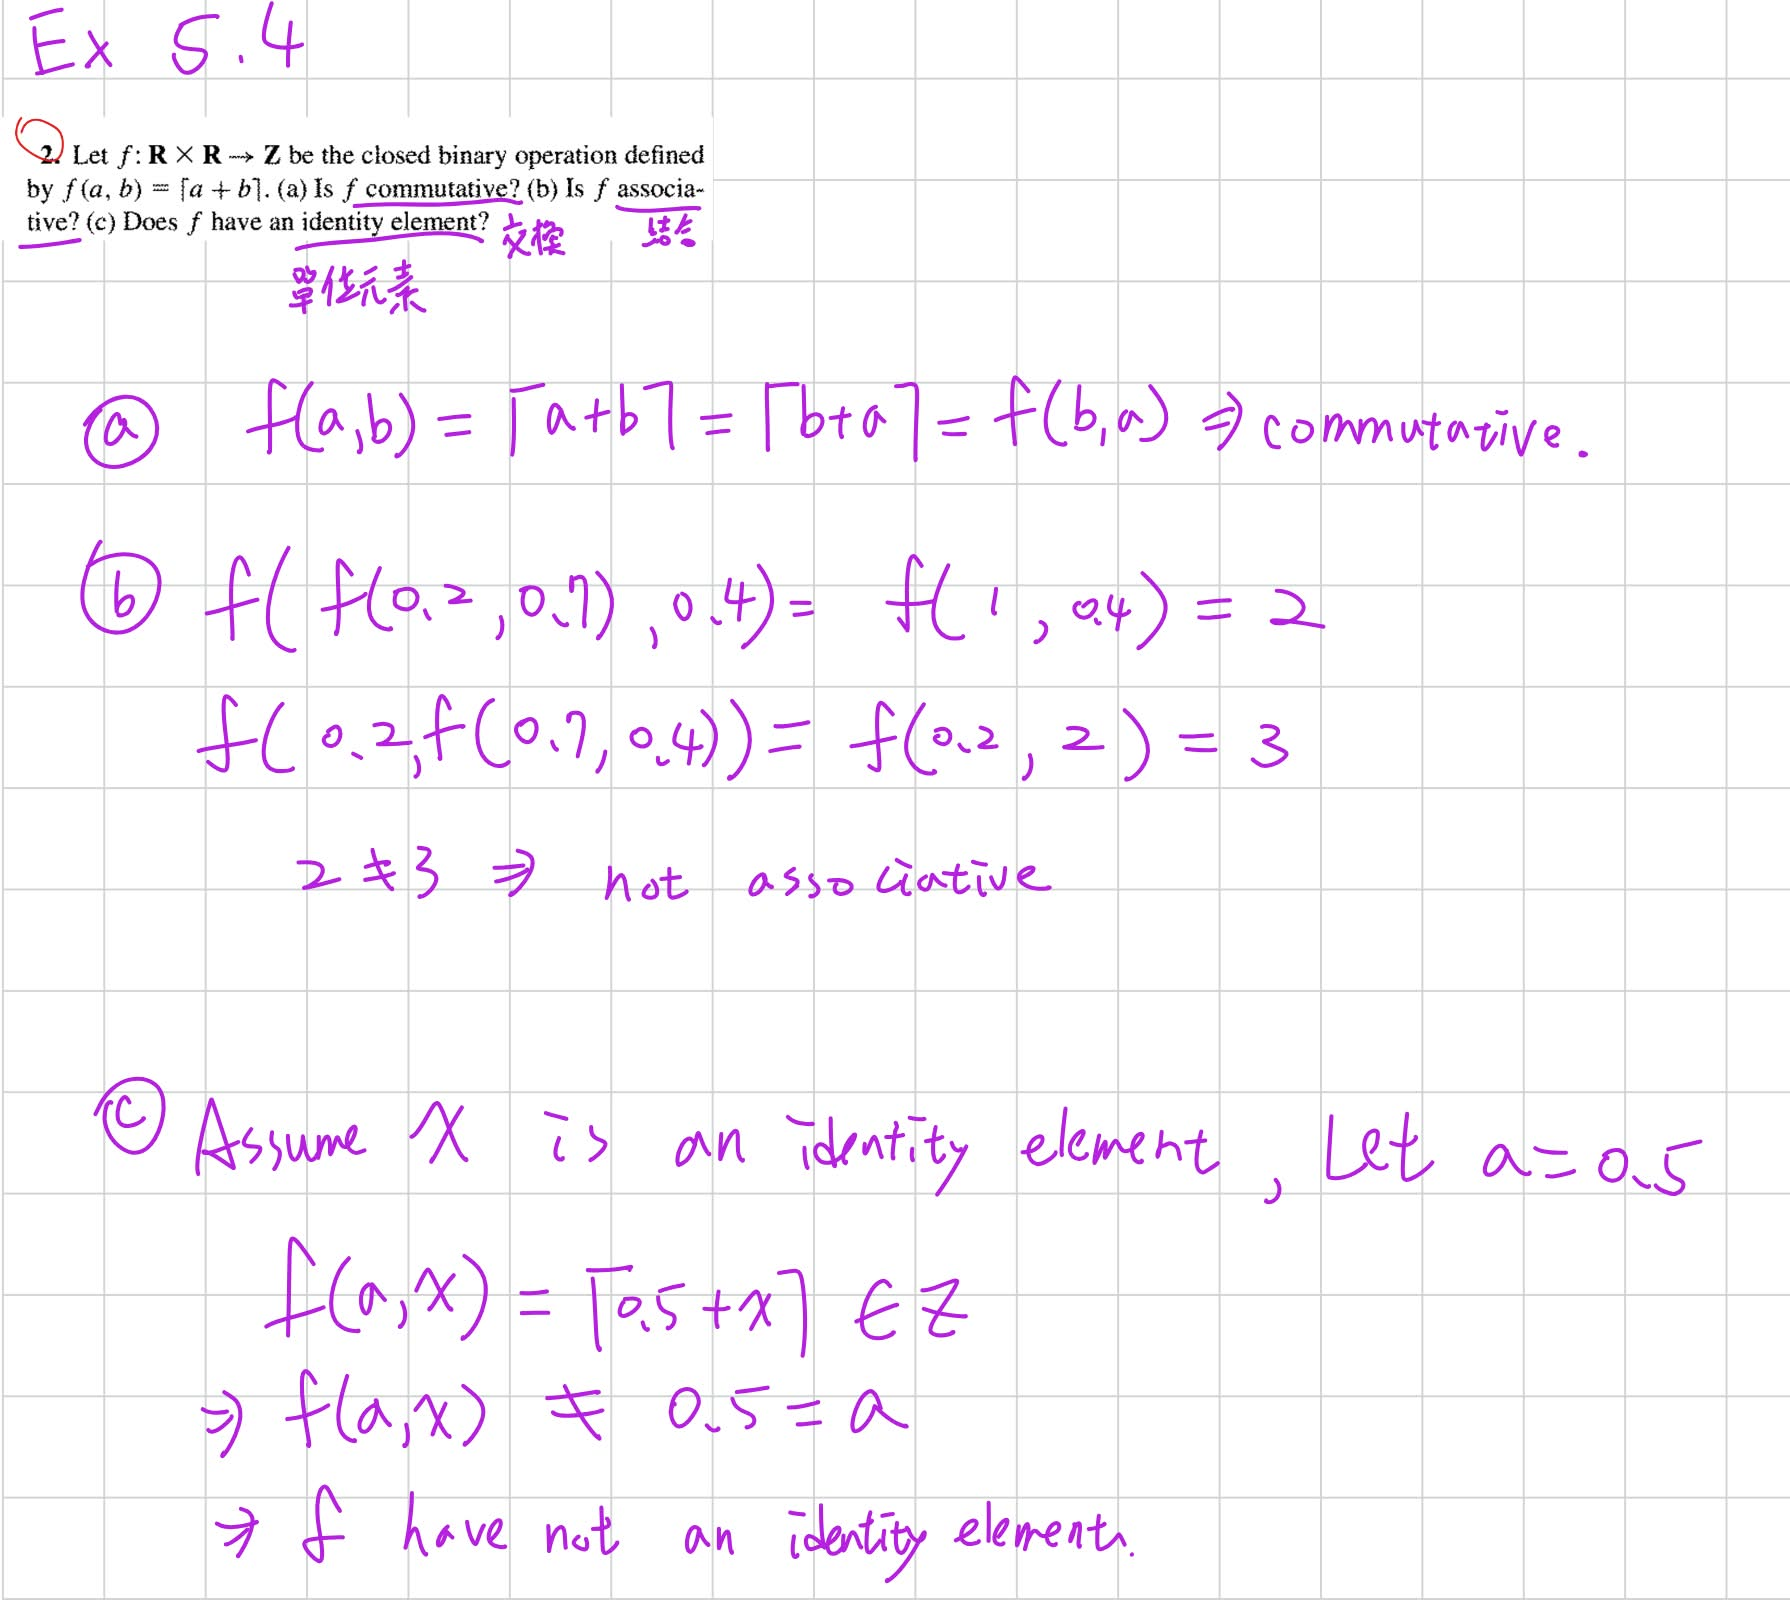 Ex 5.4
2. Let f: R × R → Z be the closed binary operation defined
by f(a, b) = ⌈a + b⌉. (a) Is f commutative? (b) Is f associa-
tive? (c) Does f have an identity element?
交換 結合
單位元素
ⓐ f(a,b) = ⌈a+b⌉ = ⌈b+a⌉ = f(b,a) ⇒ commutative.
ⓑ f( f(0.2,0.7), 0.4) = f( 1, 0.4) = 2
f( 0.2, f(0.7, 0.4)) = f(0.2, 2) = 3
2 ≠ 3 ⇒ not associative
ⓒ Assume x is an identity element, Let a = 0.5
f(a,x) = ⌈0.5+x⌉ ∈ Z
⇒ f(a,x) ≠ 0.5 = a
⇒ f have not an identity element.